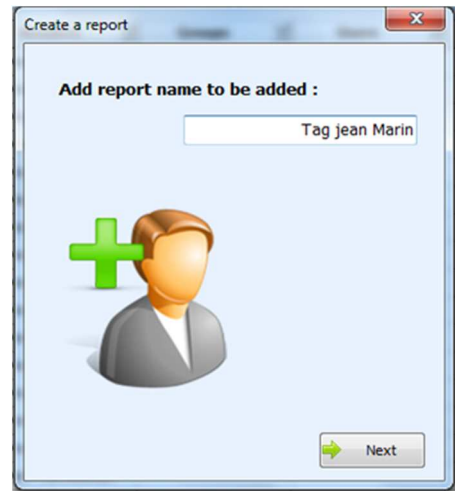 Create a report
Add report name to be added :
Tag jean Marin
Next